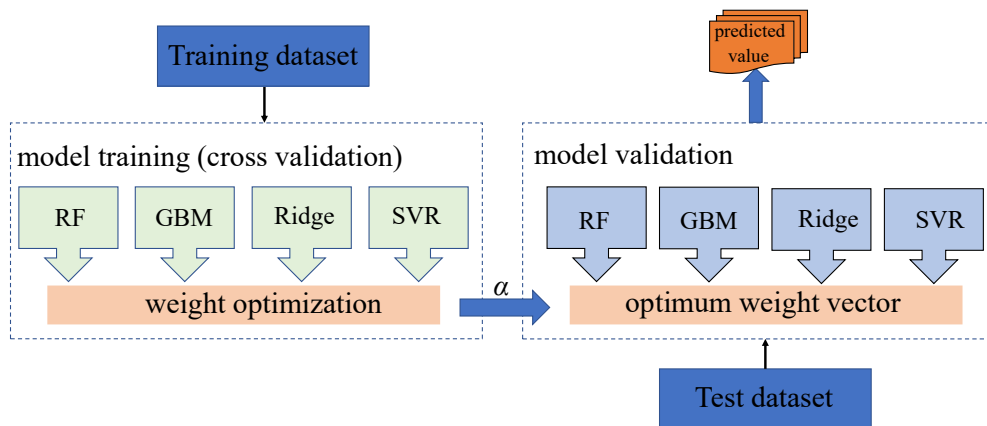 Training dataset
model training (cross validation)
RF
GBM
Ridge
SVR
weight optimization
α
predicted
value
model validation
RF
GBM
Ridge
SVR
optimum weight vector
Test dataset